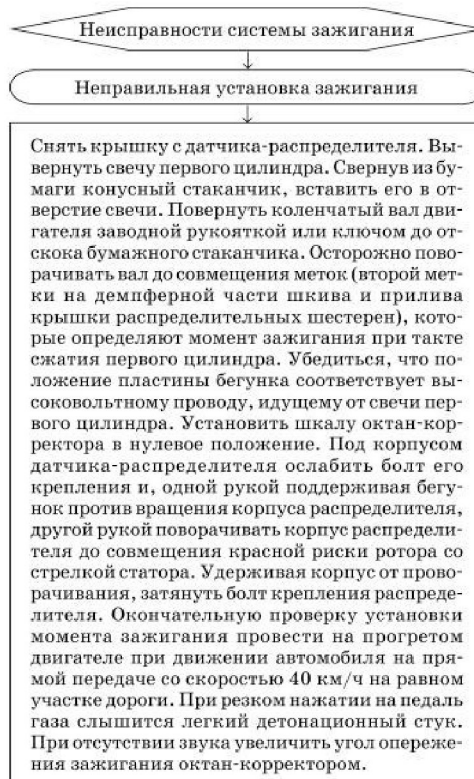 Неисправности системы зажигания
Неправильная установка зажигания
Снять крышку с датчика-распределителя. Вы-
вернуть свечу первого цилиндра. Свернув из бу-
маги конусный стаканчик, вставить его в от-
верстие свечи. Повернуть коленчатый вал дви-
гателя заводной рукояткой или ключом до от-
скока бумажного стаканчика. Осторожно пово-
рачивать вал до совмещения меток (второй мет-
ки на демпферной части шкива и прилива
крышки распределительных шестерен), кото-
рые определяют момент зажигания при такте
сжатия первого цилиндра. Убедиться, что по-
ложение пластины бегунка соответствует вы-
соковольтному проводу, идущему от свечи пер-
вого цилиндра. Установить шкалу октан-кор-
ректора в нулевое положение. Под корпусом
датчика-распределителя ослабить болт его
крепления и, одной рукой поддерживая бегу-
нок против вращения корпуса распределителя,
другой рукой поворачивать корпус распредели-
теля до совмещения красной риски ротора со
стрелкой статора. Удерживая корпус от прово-
рачивания, затянуть болт крепления распреде-
лителя. Окончательную проверку установки
момента зажигания провести на прогретом
двигателе при движении автомобиля на пря-
мой передаче со скоростью 40 км/ч на равном
участке дороги. При резком нажатии на педаль
газа слышится легкий детонационный стук.
При отсутствии звука увеличить угол опереже-
ния зажигания октан-корректором.